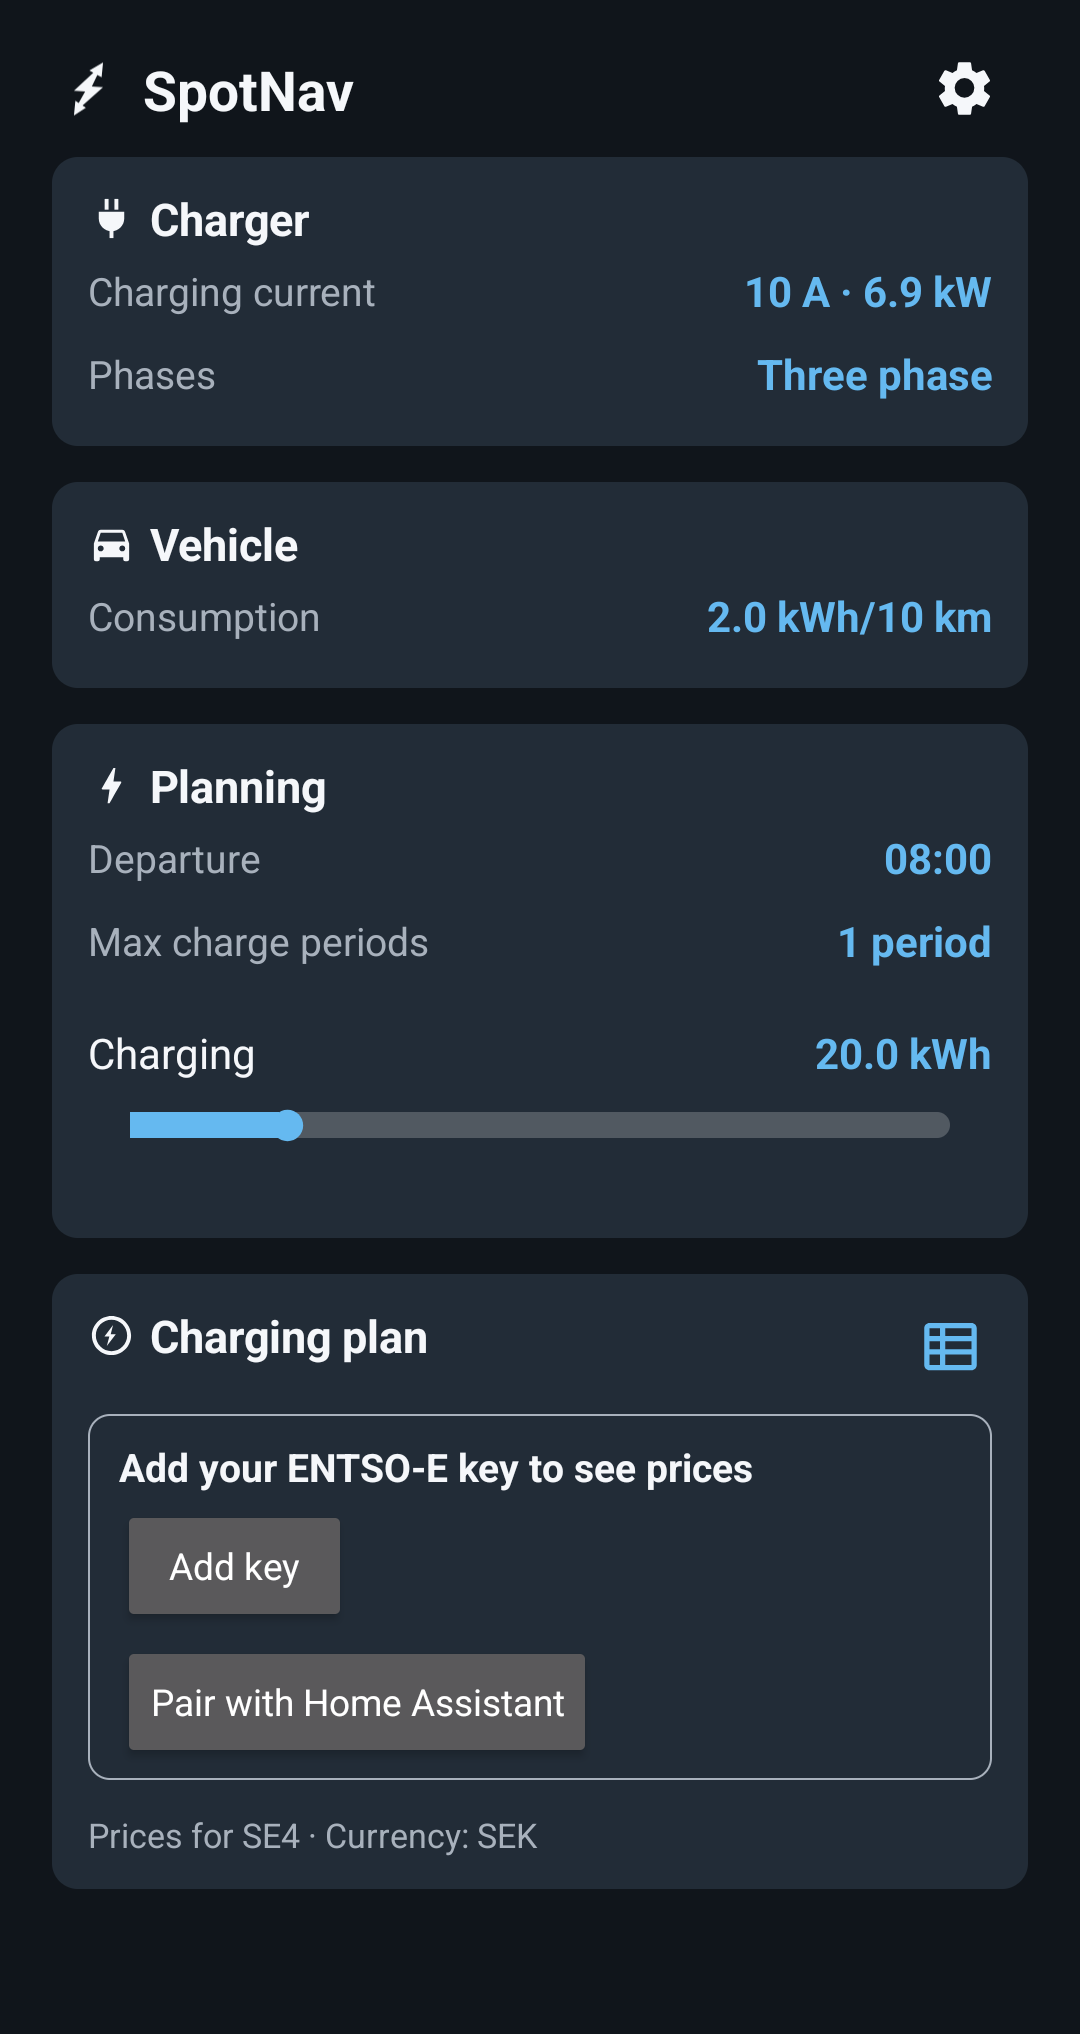 SpotNav
Charger
Charging current 10 A · 6.9 kW
Phases Three phase
Vehicle
Consumption 2.0 kWh/10 km
Planning
Departure 08:00
Max charge periods 1 period
Charging 20.0 kWh
Charging plan
Add your ENTSO-E key to see prices
Add key
Pair with Home Assistant
Prices for SE4 · Currency: SEK